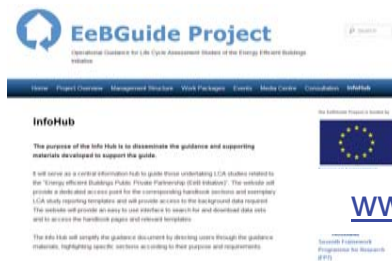 EeBGuide Project
Search
Operational Guidance for Life Cycle Assessment Studies of the Energy Efficient Buildings
Initiative
Home Project Overview Management Structure Work Packages Events Media Centre Consultation InfoHub
InfoHub
The EeBGuide Project is funded by
The purpose of the Info Hub is to disseminate the guidance and supporting
materials developed to support the guide.
It will serve as a central information hub to guide those undertaking LCA studies related to
the "Energy efficient Buildings Public Private Partnership (EeB Initiative)". The website will
provide a dedicated access point for the corresponding handbook sections and exemplary
LCA study reporting templates and will provide access to the background data required.
The website will provide an easy to use interface to search for and download data sets
and to access the handbook pages and relevant templates.
ww
The Info Hub will simplify the guidance document by directing users through the guidance
materials, highlighting specific sections according to their purpose and requirements.
Seventh Framework
Programme for Research
(FP7)